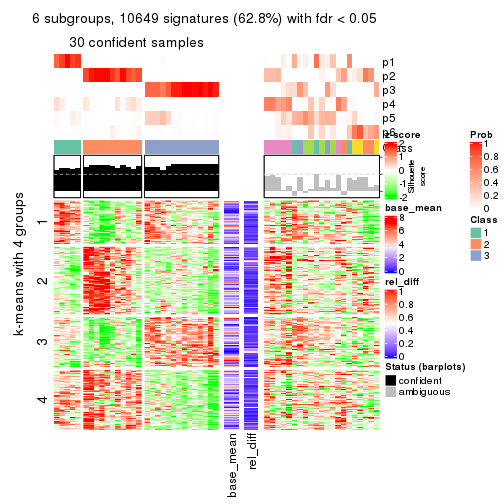 6 subgroups, 10649 signatures (62.8%) with fdr < 0.05
30 confident samples
p1
p2
p3
p4
p5
p6
Class
z-score
2
1
0
-1
-2
Silhouette
score
Prob
1
0.8
0.6
0.4
0.2
0
base_mean
8
6
4
2
0
Class
1
2
3
rel_diff
1
0.8
0.6
0.4
0.2
0
Status (barplots)
confident
ambiguous
k-means with 4 groups
1
2
3
4
base_mean
rel_diff